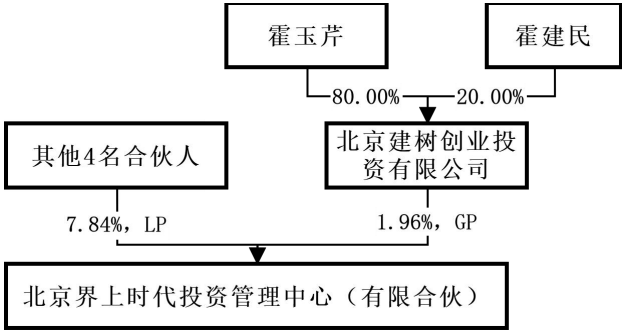 霍玉芹
霍建民
80.00%
20.00%
其他4名合伙人
北京建树创业投
资有限公司
7.84%, LP
1.96%, GP
北京界上时代投资管理中心（有限合伙）